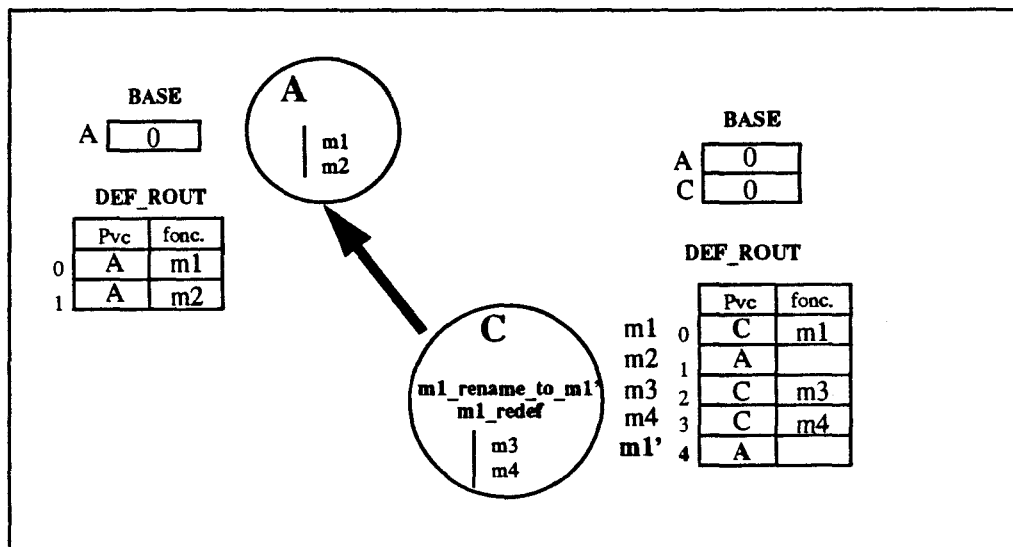 BASE
A 0
DEF_ROUT
Pvc fonc.
0 A m1
1 A m2
A
m1
m2
C
m1_rename_to_m1'
m1_redef
m3
m4
BASE
A 0
C 0
DEF_ROUT
Pvc fonc.
m1 0 C m1
m2 1 A
m3 2 C m3
m4 3 C m4
m1' 4 A